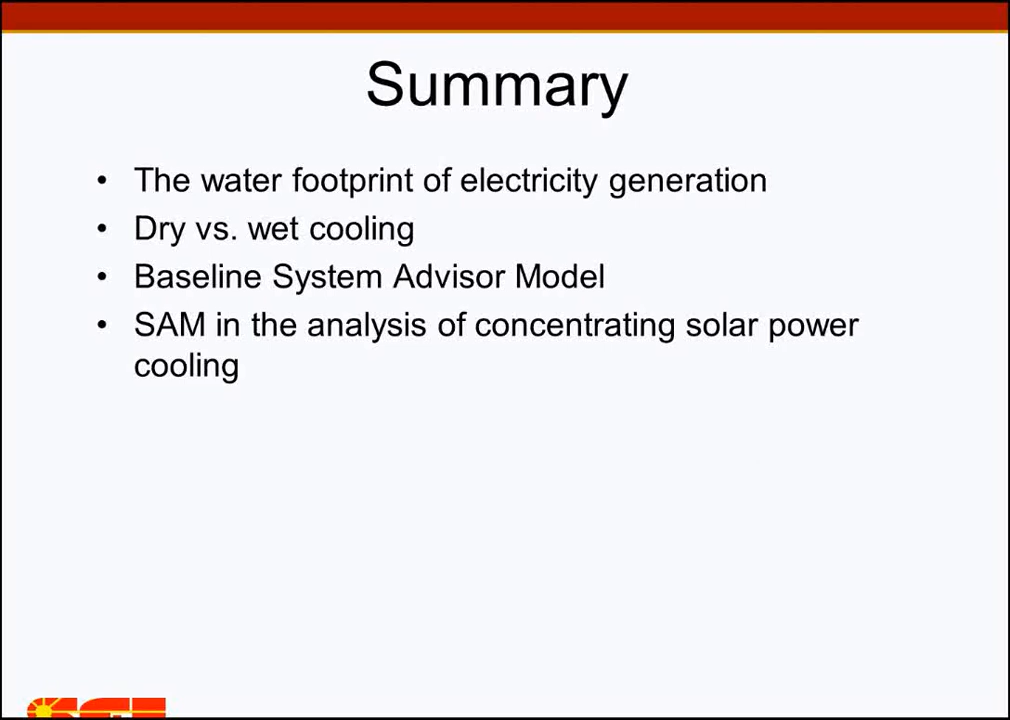 Summary
• The water footprint of electricity generation
• Dry vs. wet cooling
• Baseline System Advisor Model
• SAM in the analysis of concentrating solar power
cooling